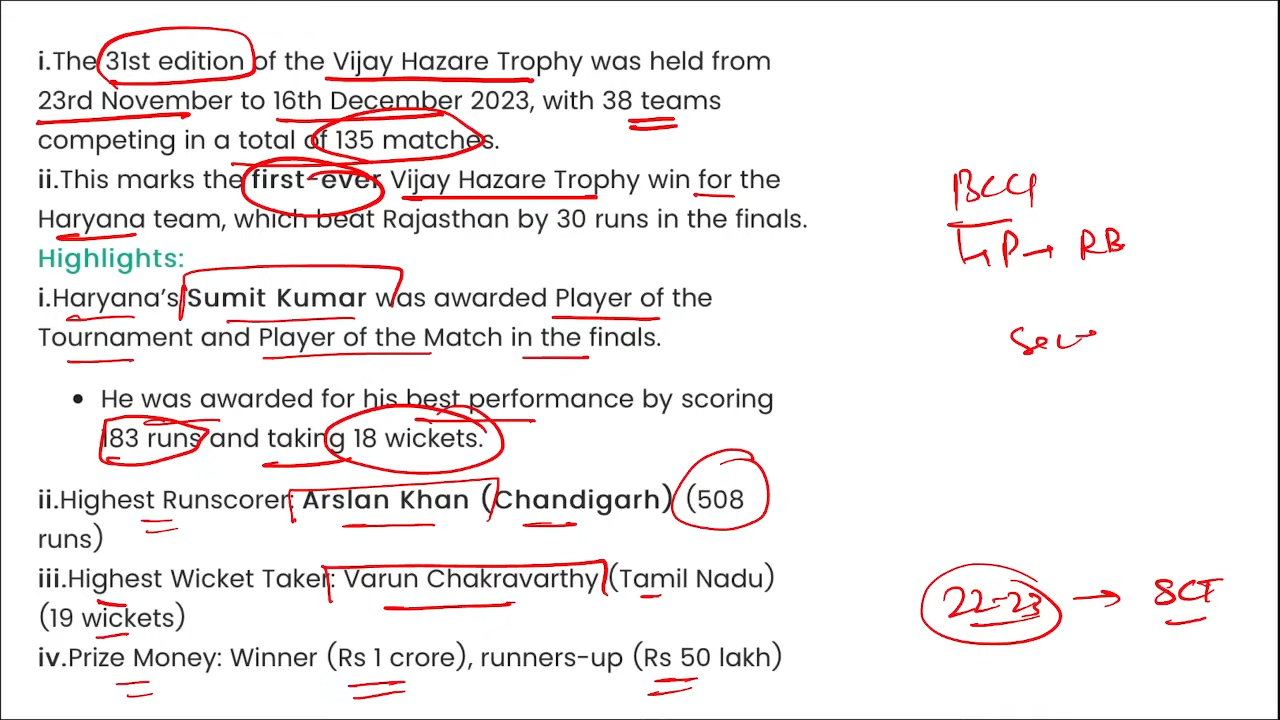 i.The 31st edition of the Vijay Hazare Trophy was held from
23rd November to 16th December 2023, with 38 teams
competing in a total of 135 matches.
ii.This marks the first-ever Vijay Hazare Trophy win for the
Haryana team, which beat Rajasthan by 30 runs in the finals.
Highlights:
i.Haryana's Sumit Kumar was awarded Player of the
Tournament and Player of the Match in the finals.
• He was awarded for his best performance by scoring
183 runs and taking 18 wickets.
ii.Highest Runscorer: Arslan Khan (Chandigarh) (508
runs)
iii.Highest Wicket Taker: Varun Chakravarthy (Tamil Nadu)
(19 wickets)
iv.Prize Money: Winner (Rs 1 crore), runners-up (Rs 50 lakh)
BCCI
P → RB
22-23 → SCT